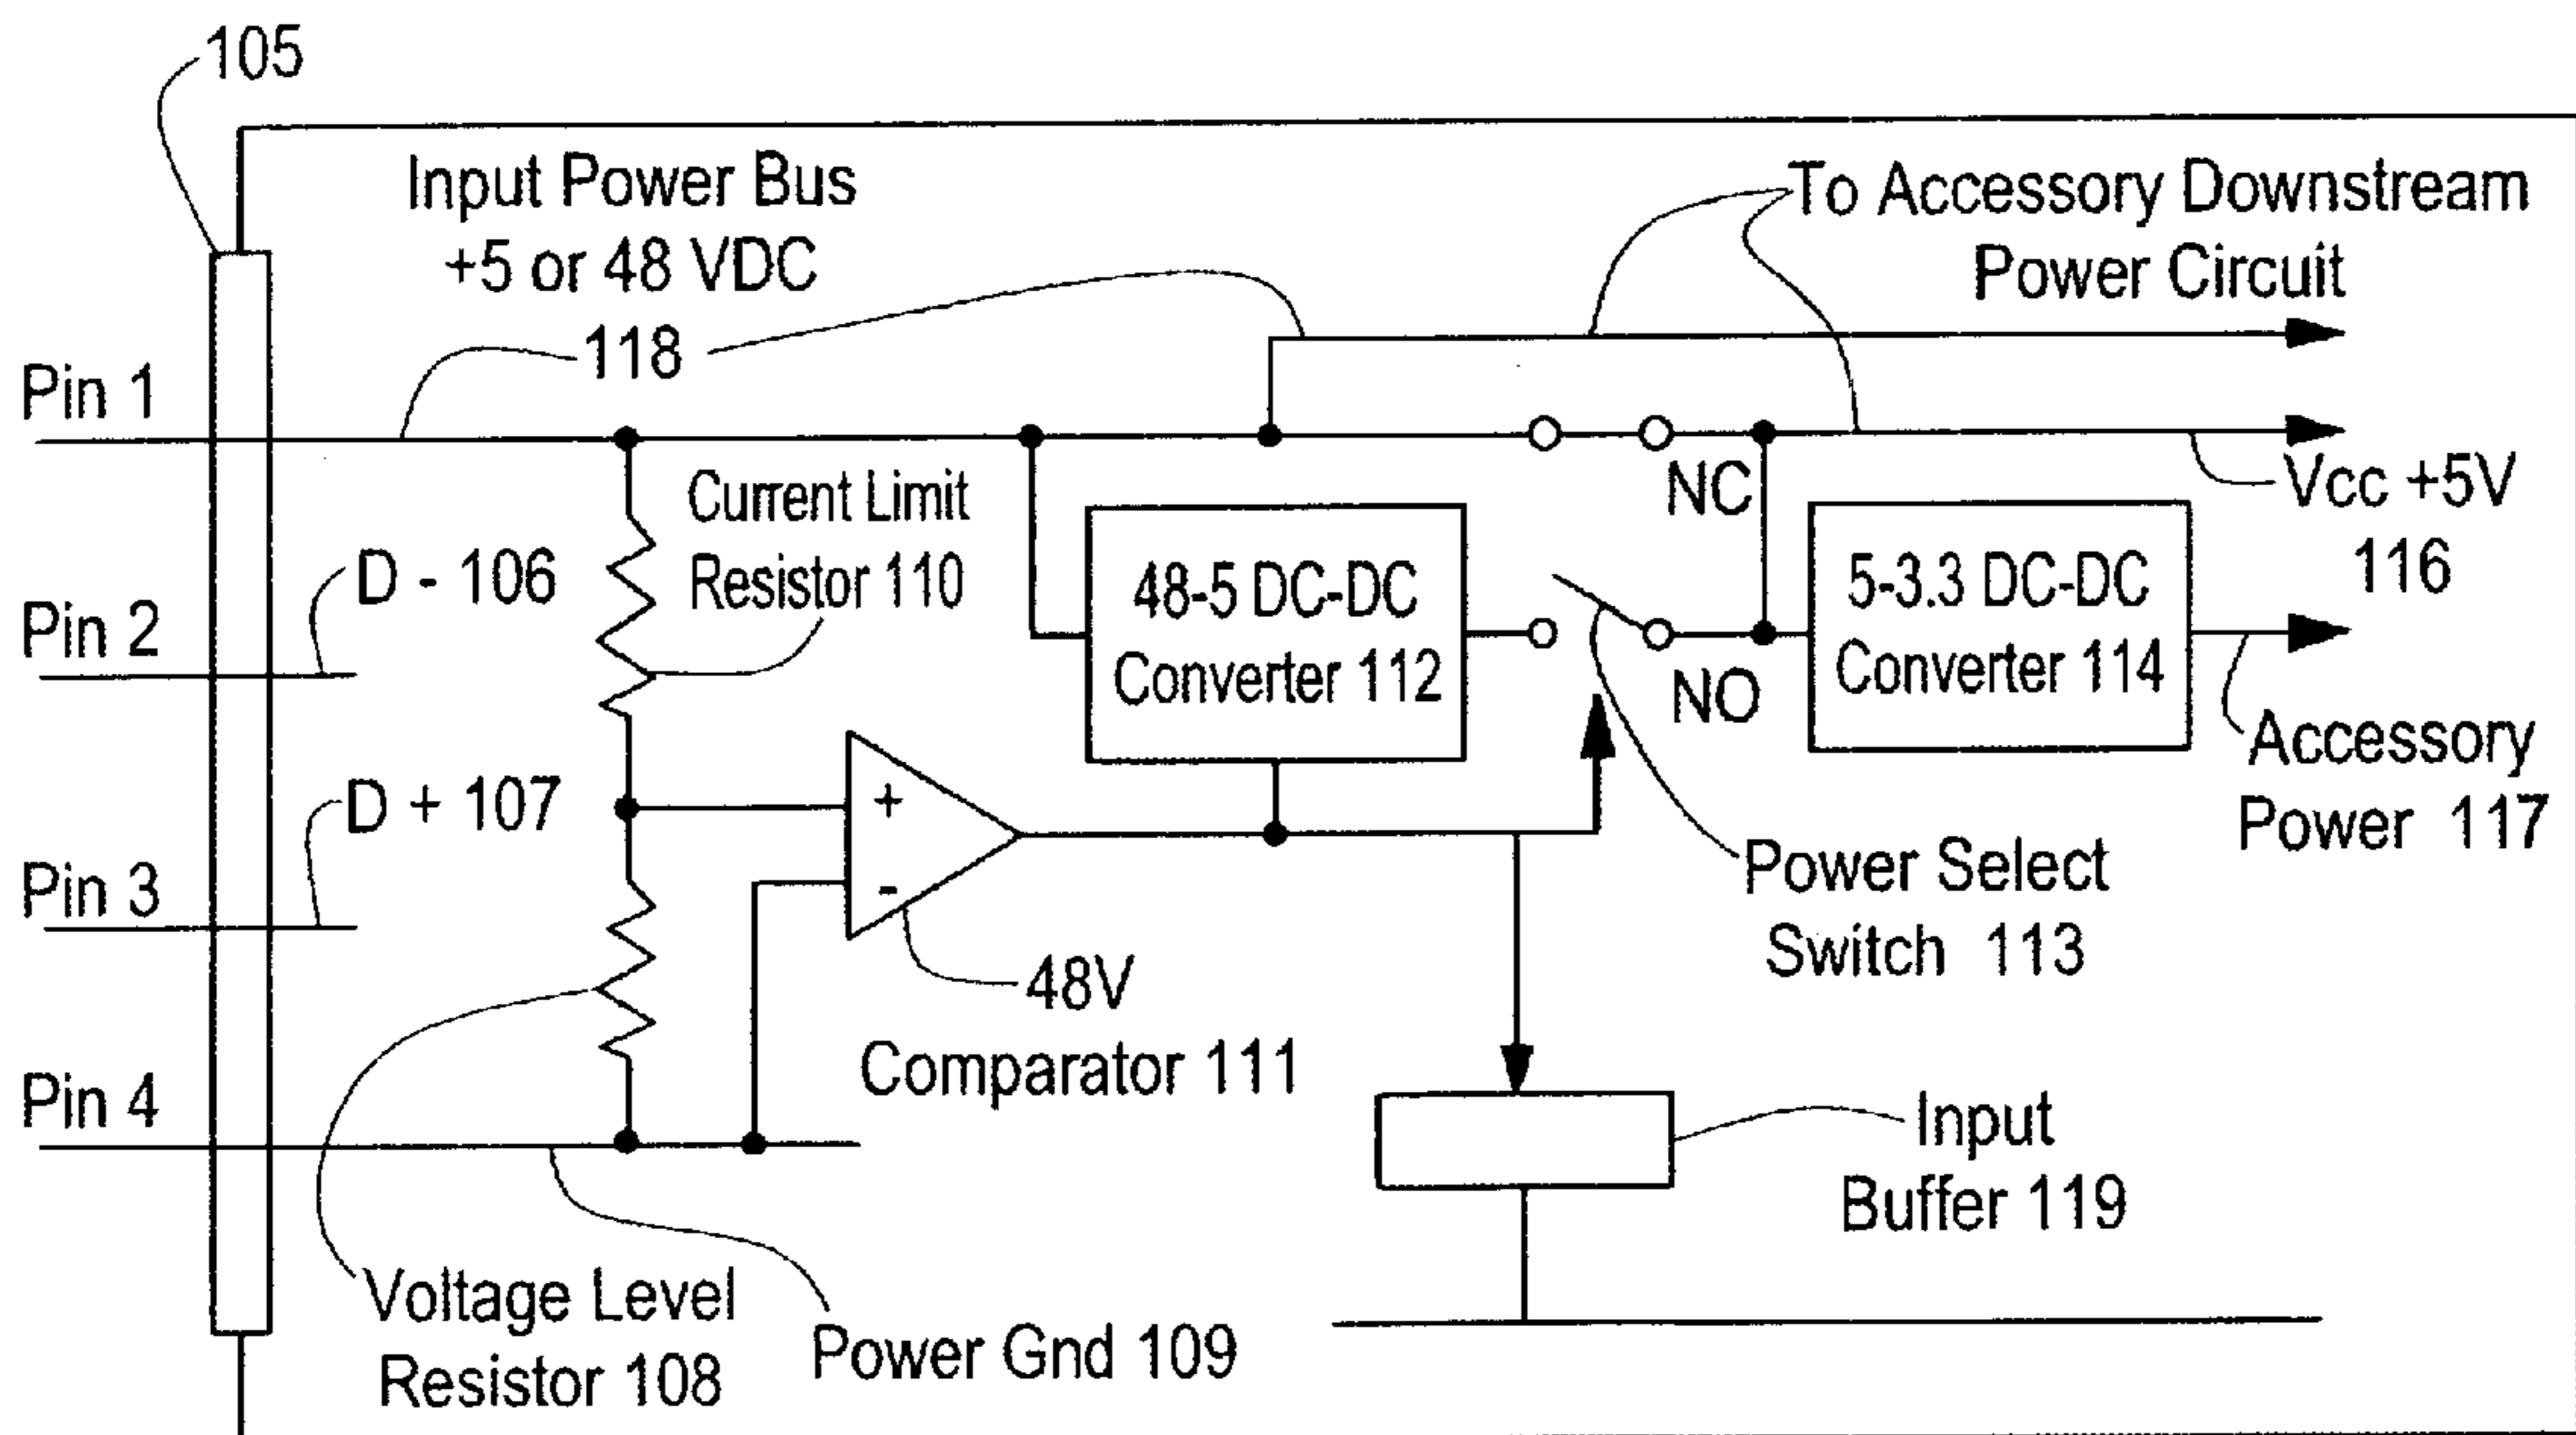 105
Input Power Bus
+5 or 48 VDC
118
To Accessory Downstream
Power Circuit
Pin 1
NC
Vcc +5V
116
Current Limit
Resistor 110
D - 106
Pin 2
48-5 DC-DC
Converter 112
5-3.3 DC-DC
Converter 114
NO
Accessory
Power 117
D + 107
Pin 3
+
-
48V
Comparator 111
Power Select
Switch 113
Pin 4
Input
Buffer 119
Voltage Level
Resistor 108
Power Gnd 109